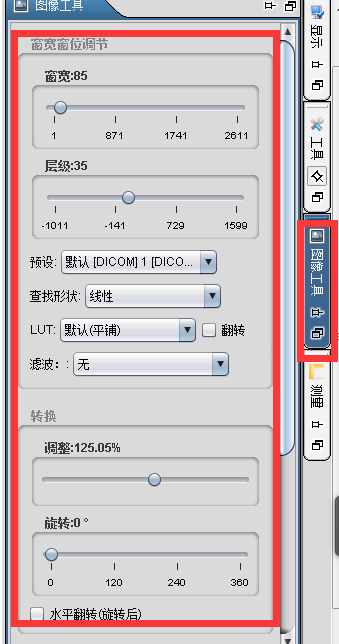 图像工具
窗宽窗位调节
窗宽:85
1 871 1741 2611
层级:35
-1011 -141 729 1599
预设: 默认 [DICOM] 1 [DICO...
查找形状: 线性
LUT: 默认(平铺) 翻转
滤波: : 无
转换
调整:125.05%
旋转:0 °
0 120 240 360
水平翻转(旋转后)
显示
工具
图像工具
测量